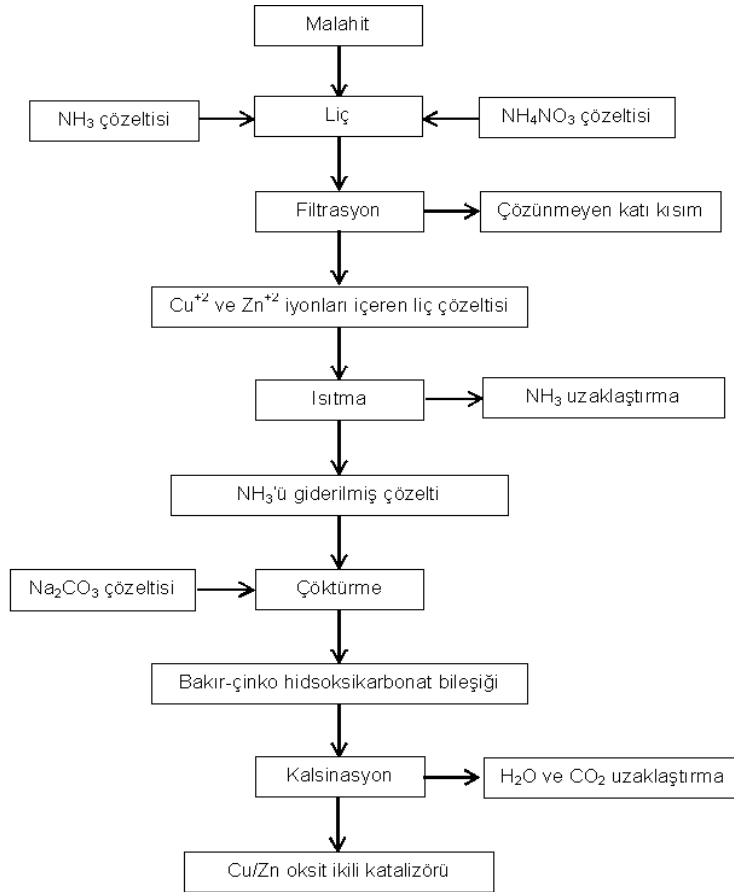 Malahit
NH₃ çözeltisi
Liç
NH₄NO₃ çözeltisi
Filtrasyon
Çözünmeyen katı kısım
Cu⁺² ve Zn⁺² iyonları içeren liç çözeltisi
Isıtma
NH₃ uzaklaştırma
NH₃'ü giderilmiş çözelti
Na₂CO₃ çözeltisi
Çöktürme
Bakır-çinko hidsoksikarbonat bileşiği
Kalsinasyon
H₂O ve CO₂ uzaklaştırma
Cu/Zn oksit ikili katalizörü